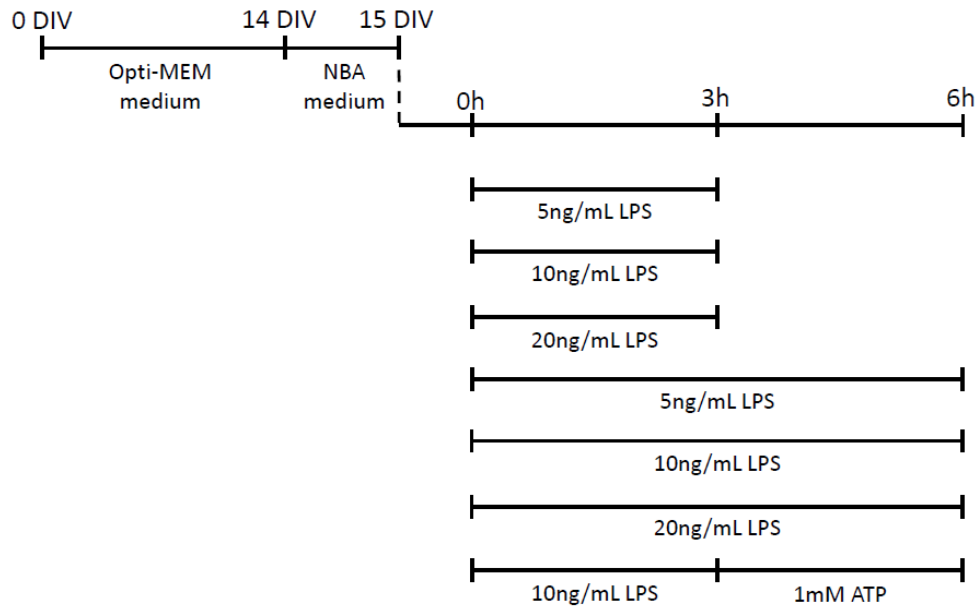 0 DIV 14 DIV 15 DIV
Opti-MEM NBA
medium medium
0h 3h 6h
5ng/mL LPS
10ng/mL LPS
20ng/mL LPS
5ng/mL LPS
10ng/mL LPS
20ng/mL LPS
10ng/mL LPS 1mM ATP